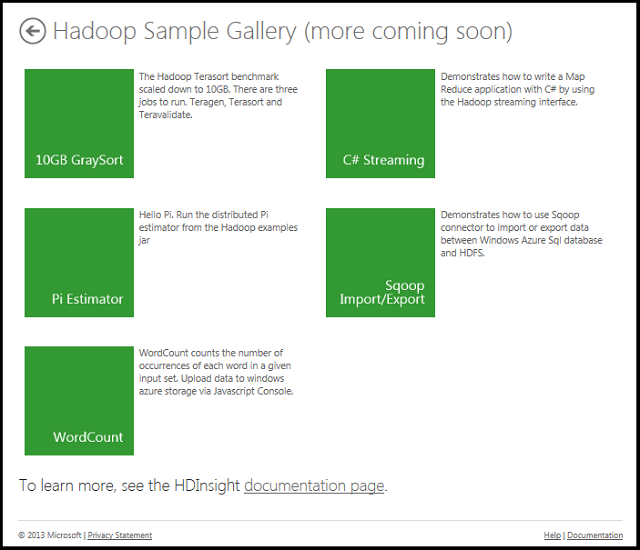 Hadoop Sample Gallery (more coming soon)
10GB GraySort
The Hadoop Terasort benchmark
scaled down to 10GB. There are three
jobs to run. Teragen, Terasort and
Teravalidate.
C# Streaming
Demonstrates how to write a Map
Reduce application with C# by using
the Hadoop streaming interface.
Pi Estimator
Hello Pi. Run the distributed Pi
estimator from the Hadoop examples
jar
Sqoop
Import/Export
Demonstrates how to use Sqoop
connector to import or export data
between Windows Azure Sql database
and HDFS.
WordCount
WordCount counts the number of
occurrences of each word in a given
input set. Upload data to windows
azure storage via Javascript Console.
To learn more, see the HDInsight documentation page.
© 2013 Microsoft | Privacy Statement
Help | Documentation